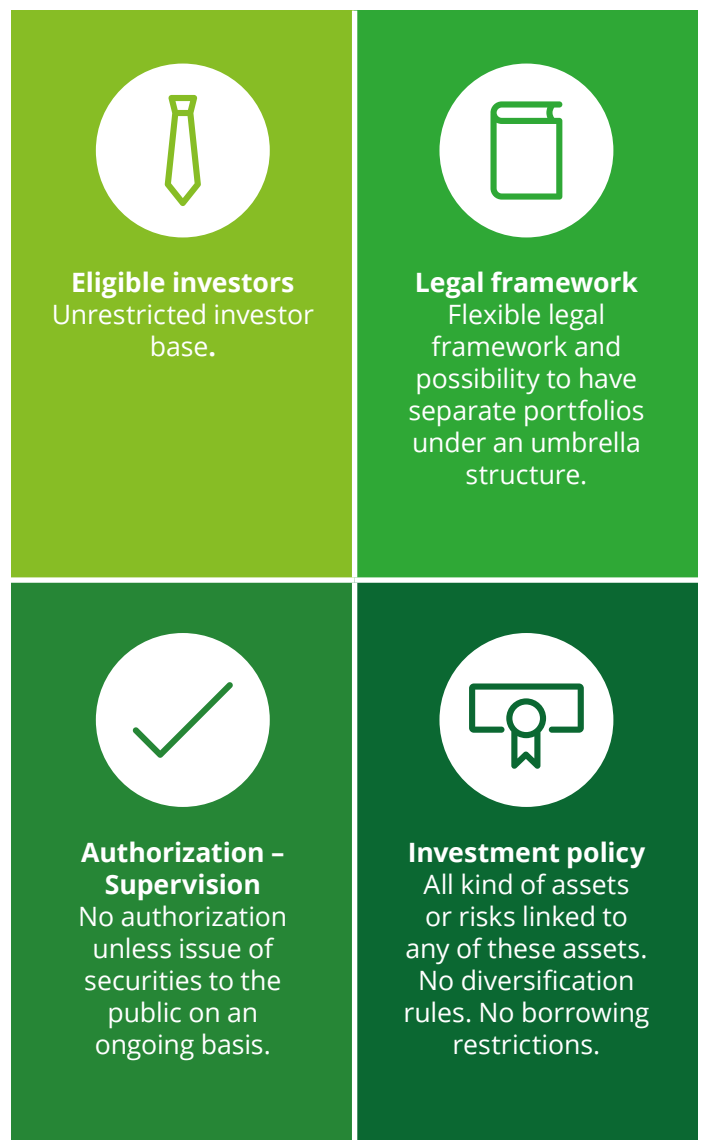 Eligible investors
Unrestricted investor
base.
Legal framework
Flexible legal
framework and
possibility to have
separate portfolios
under an umbrella
structure.
Authorization –
Supervision
No authorization
unless issue of
securities to the
public on an
ongoing basis.
Investment policy
All kind of assets
or risks linked to
any of these assets.
No diversification
rules. No borrowing
restrictions.